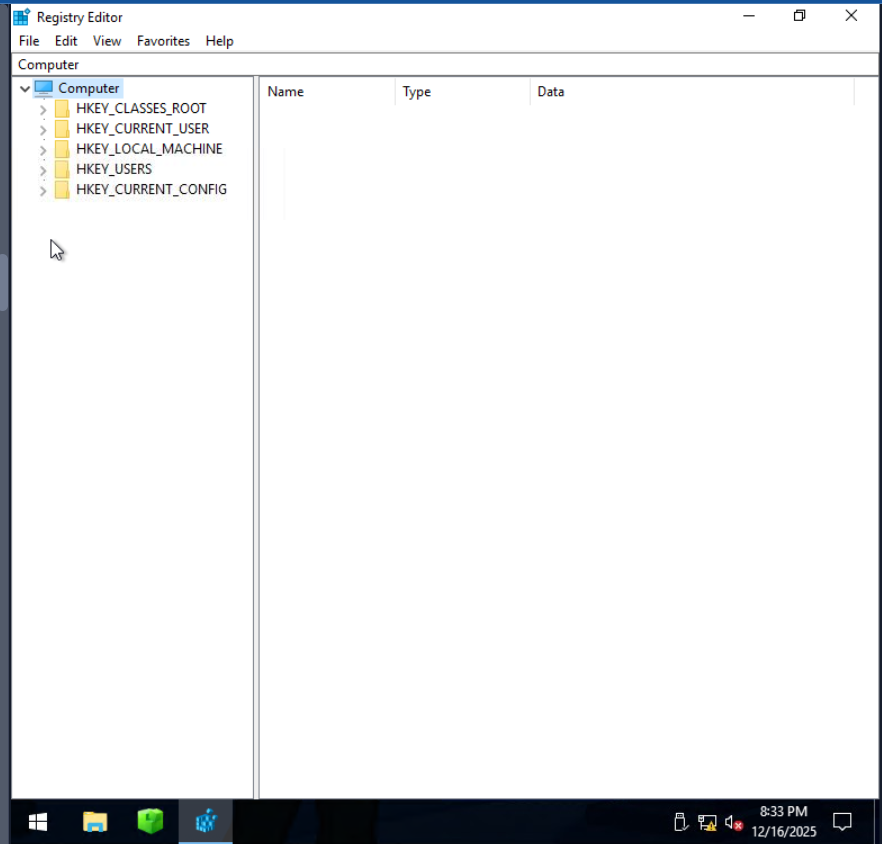 Registry Editor
File Edit View Favorites Help
Computer
Computer
HKEY_CLASSES_ROOT
HKEY_CURRENT_USER
HKEY_LOCAL_MACHINE
HKEY_USERS
HKEY_CURRENT_CONFIG
Name Type Data
8:33 PM
12/16/2025